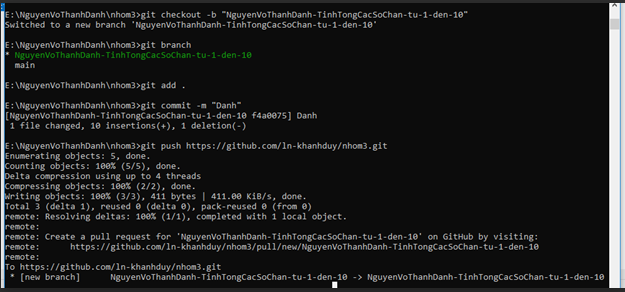 E:\NguyenVoThanhDanh\nhom3>git checkout -b "NguyenVoThanhDanh-TinhTongCacSoChan-tu-1-den-10"
Switched to a new branch 'NguyenVoThanhDanh-TinhTongCacSoChan-tu-1-den-10'
E:\NguyenVoThanhDanh\nhom3>git branch
* NguyenVoThanhDanh-TinhTongCacSoChan-tu-1-den-10
main
E:\NguyenVoThanhDanh\nhom3>git add .
E:\NguyenVoThanhDanh\nhom3>git commit -m "Danh"
[NguyenVoThanhDanh-TinhTongCacSoChan-tu-1-den-10 f4a0075] Danh
1 file changed, 10 insertions(+), 1 deletion(-)
E:\NguyenVoThanhDanh\nhom3>git push https://github.com/ln-khanhduy/nhom3.git
Enumerating objects: 5, done.
Counting objects: 100% (5/5), done.
Delta compression using up to 4 threads
Compressing objects: 100% (2/2), done.
Writing objects: 100% (3/3), 411 bytes | 411.00 KiB/s, done.
Total 3 (delta 1), reused 0 (delta 0), pack-reused 0 (from 0)
remote: Resolving deltas: 100% (1/1), completed with 1 local object.
remote:
remote: Create a pull request for 'NguyenVoThanhDanh-TinhTongCacSoChan-tu-1-den-10' on GitHub by visiting:
remote: https://github.com/ln-khanhduy/nhom3/pull/new/NguyenVoThanhDanh-TinhTongCacSoChan-tu-1-den-10
remote:
To https://github.com/ln-khanhduy/nhom3.git
* [new branch] NguyenVoThanhDanh-TinhTongCacSoChan-tu-1-den-10 -> NguyenVoThanhDanh-TinhTongCacSoChan-tu-1-den-10